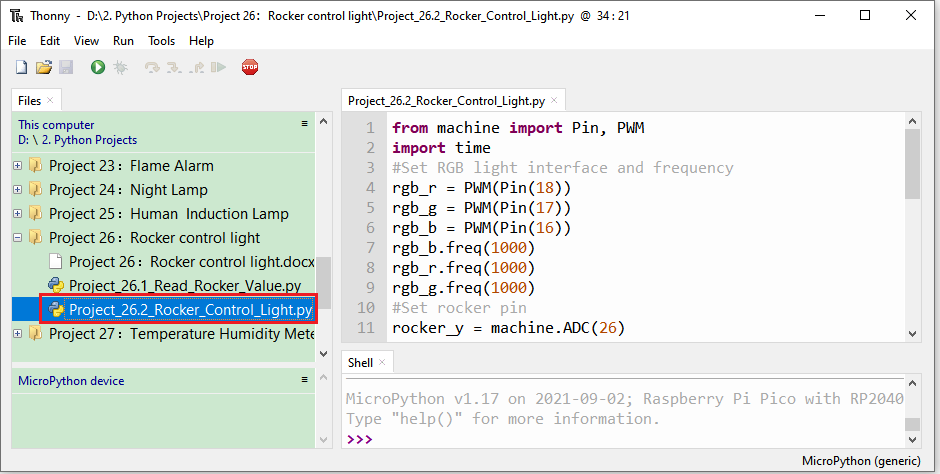 Thonny - D:\2. Python Projects\Project 26：Rocker control light\Project_26.2_Rocker_Control_Light.py @ 34 : 21
File Edit View Run Tools Help
STOP
Files
This computer
D: \ 2. Python Projects
Project 23：Flame Alarm
Project 24：Night Lamp
Project 25：Human  Induction Lamp
Project 26：Rocker control light
Project 26：Rocker control light.docx
Project_26.1_Read_Rocker_Value.py
Project_26.2_Rocker_Control_Light.py
Project 27：Temperature Humidity Mete
MicroPython device
Project_26.2_Rocker_Control_Light.py
1 from machine import Pin, PWM
2 import time
3 #Set RGB light interface and frequency
4 rgb_r = PWM(Pin(18))
5 rgb_g = PWM(Pin(17))
6 rgb_b = PWM(Pin(16))
7 rgb_b.freq(1000)
8 rgb_r.freq(1000)
9 rgb_g.freq(1000)
10 #Set rocker pin
11 rocker_y = machine.ADC(26)
Shell
MicroPython v1.17 on 2021-09-02; Raspberry Pi Pico with RP2040
Type "help()" for more information.
>>>
MicroPython (generic)